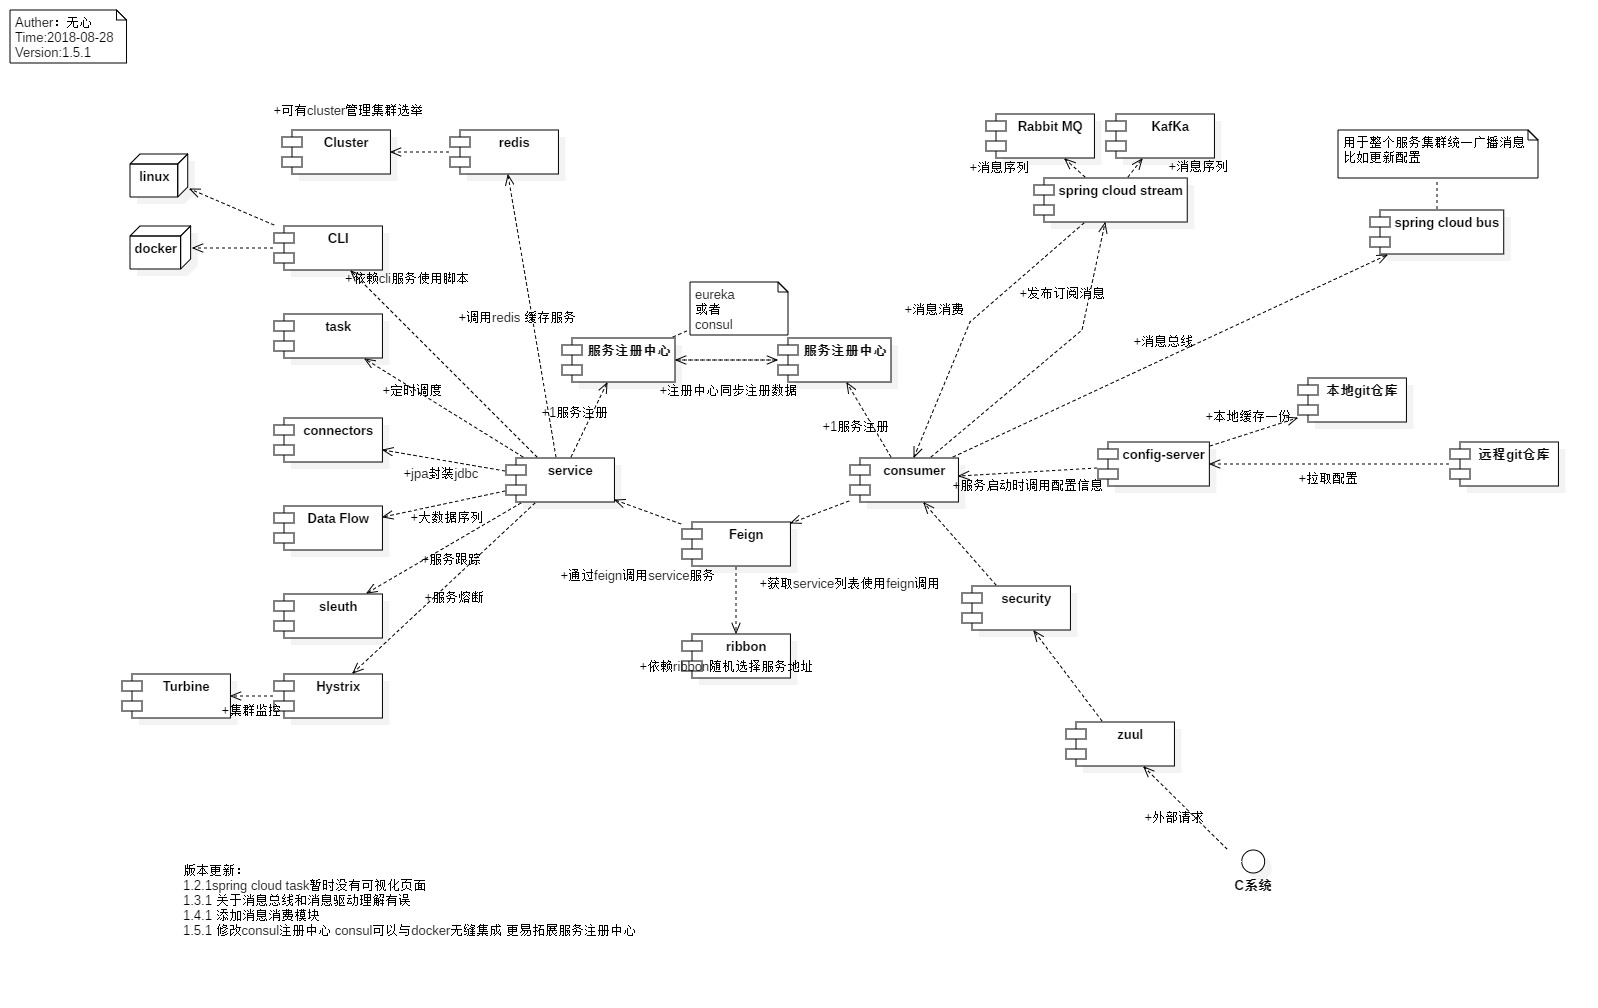 Auther：无心
Time:2018-08-28
Version:1.5.1
+可有cluster管理集群选举
Cluster
redis
Rabbit MQ
KafKa
用于整个服务集群统一广播消息
比如更新配置
linux
+消息序列
+消息序列
spring cloud stream
spring cloud bus
CLI
docker
+依赖cli服务使用脚本
eureka
或者
consul
+发布订阅消息
+消息消费
+调用redis 缓存服务
task
+消息总线
服务注册中心
服务注册中心
+定时调度
+注册中心同步注册数据
本地git仓库
+1服务注册
+本地缓存一份
+1服务注册
connectors
config-server
远程git仓库
+jpa封装jdbc
service
consumer
+拉取配置
+服务启动时调用配置信息
Data Flow
+大数据序列
Feign
+服务跟踪
+通过feign调用service服务
+获取service列表使用feign调用
+服务熔断
sleuth
security
ribbon
+依赖ribbon随机选择服务地址
Turbine
Hystrix
+集群监控
zuul
+外部请求
C系统
版本更新：
1.2.1spring cloud task暂时没有可视化页面
1.3.1 关于消息总线和消息驱动理解有误
1.4.1 添加消息消费模块
1.5.1 修改consul注册中心 consul可以与docker无缝集成 更易拓展服务注册中心